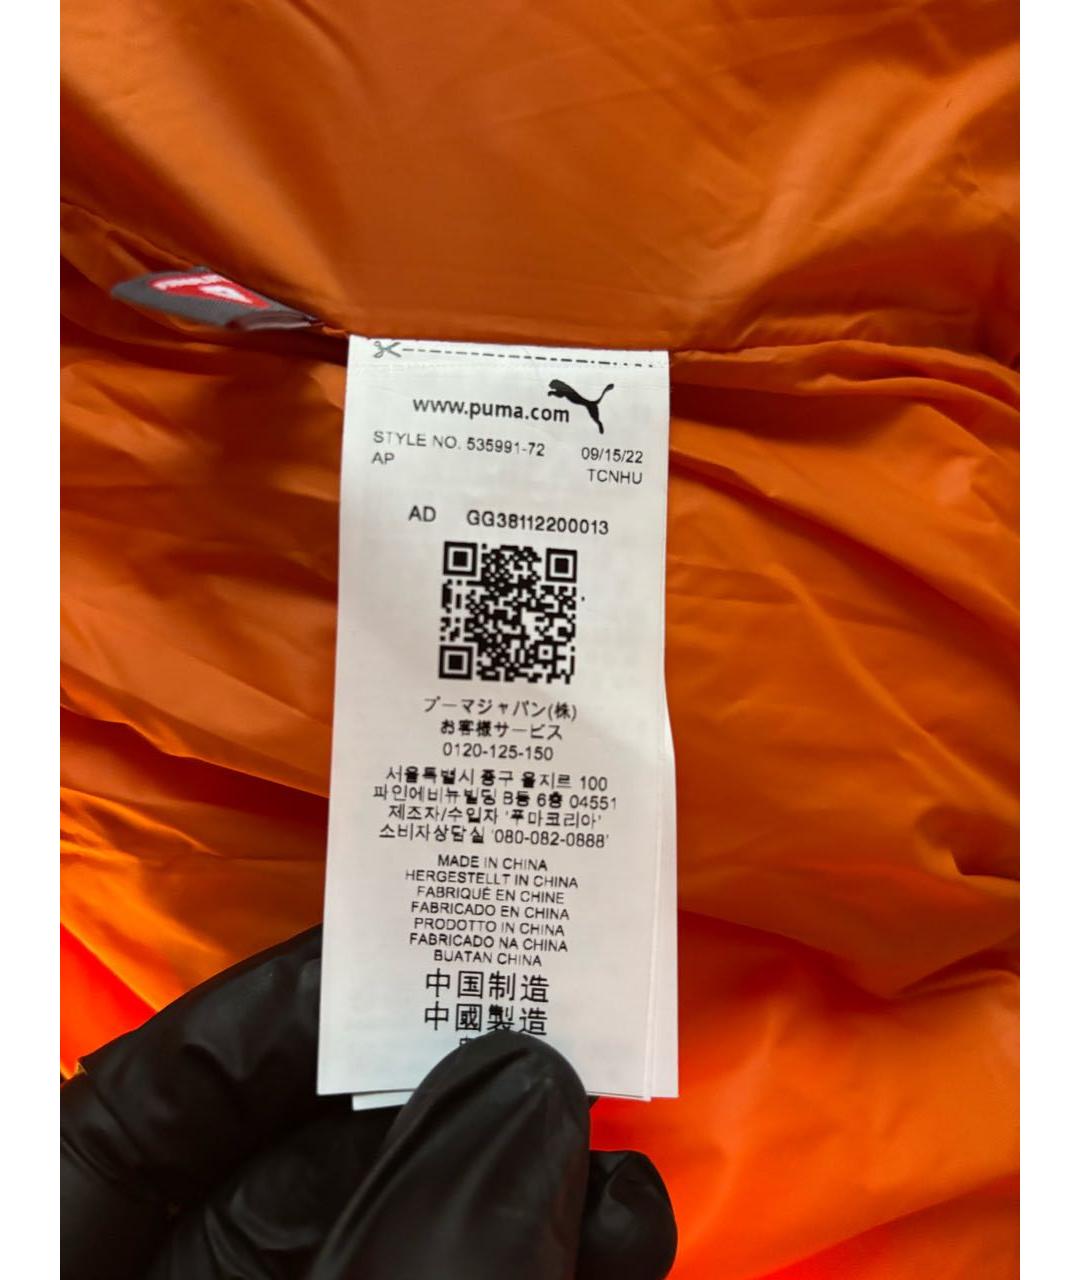 www.puma.com
STYLE NO. 535991-72 09/15/22
AP TCNHU
AD GG38112200013
プーマジャパン(株)
お客様サービス
0120-125-150
서울특별시 중구 을지로 100
파인에비뉴빌딩 B동 6층 04551
제조자/수입자 '푸마코리아'
소비자상담실 '080-082-0888'
MADE IN CHINA
HERGESTELLT IN CHINA
FABRIQUÉ EN CHINE
FABRICADO EN CHINA
PRODOTTO IN CHINA
FABRICADO NA CHINA
BUATAN CHINA
中国制造
中國製造